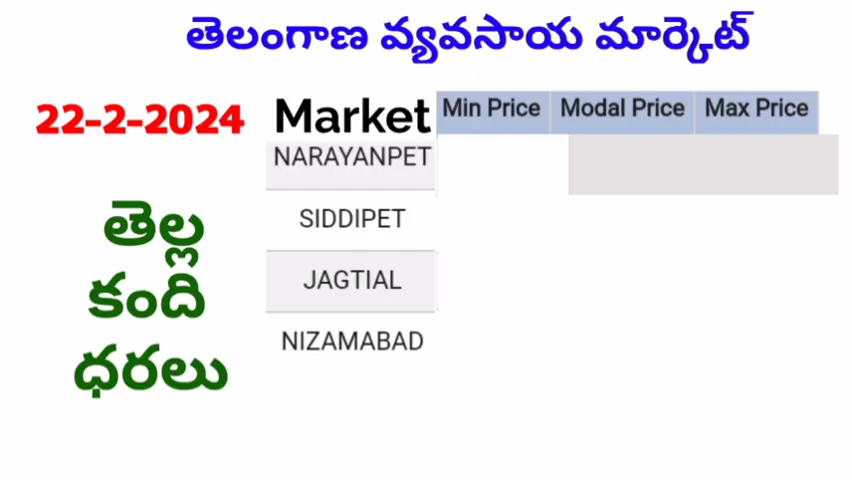 తెలంగాణ వ్యవసాయ మార్కెట్
22-2-2024
Market Min Price Modal Price Max Price
NARAYANPET
తెల్ల
SIDDIPET
కంది
JAGTIAL
ధరలు
NIZAMABAD